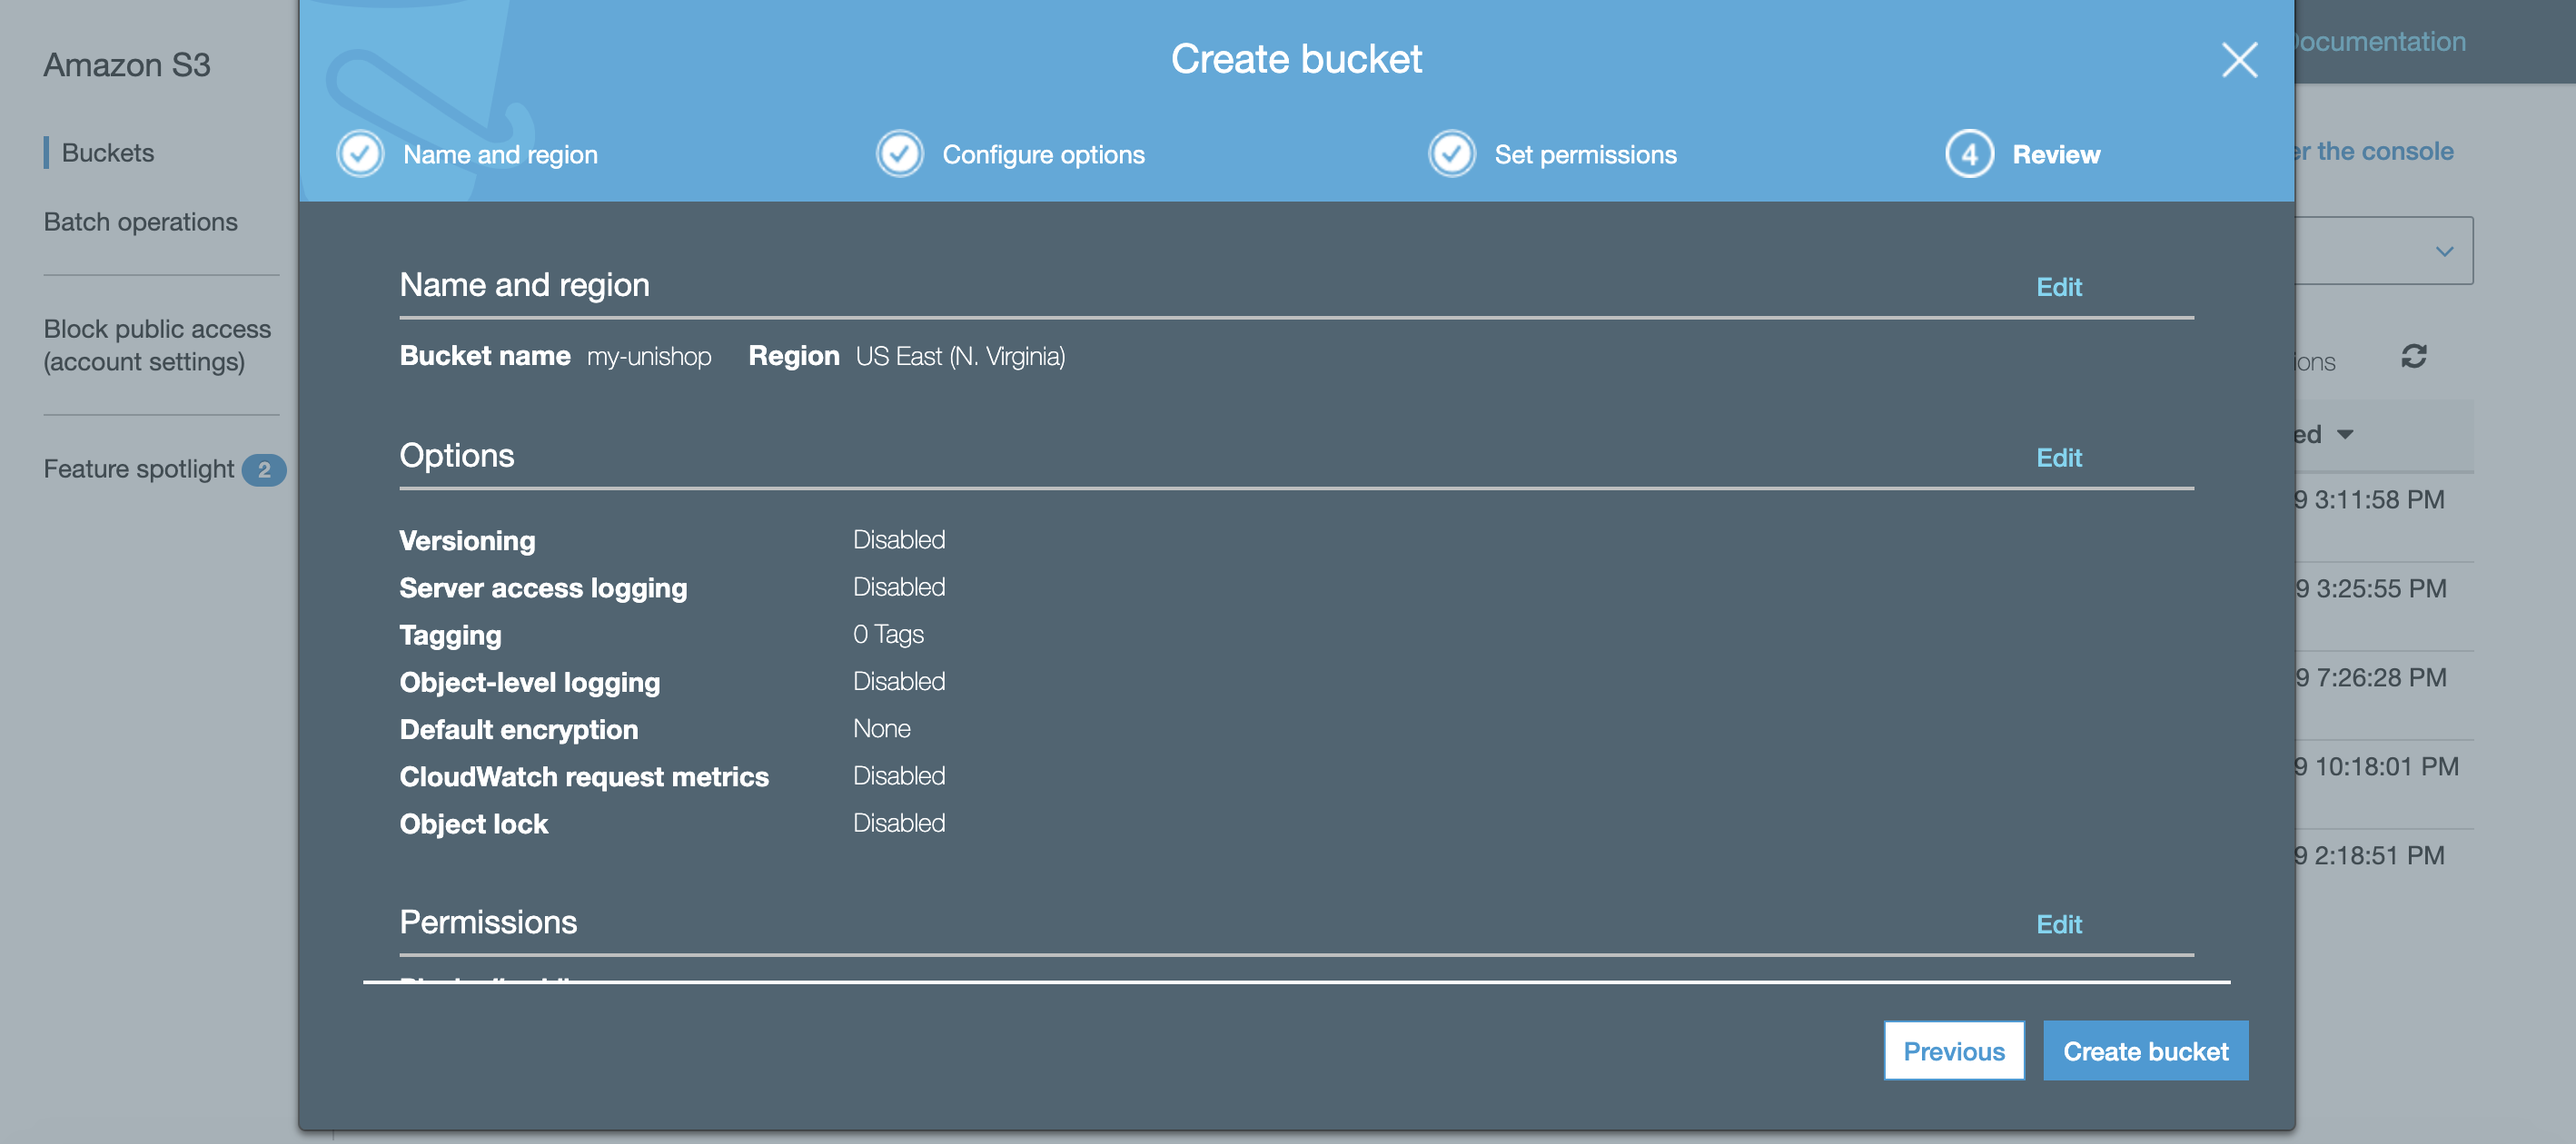 Amazon S3
Buckets
Batch operations
Block public access
(account settings)
Feature spotlight 2
Create bucket
Name and region
Configure options
Set permissions
4 Review
Name and region Edit
Bucket name my-unishop Region US East (N. Virginia)
Options Edit
Versioning Disabled
Server access logging Disabled
Tagging 0 Tags
Object-level logging Disabled
Default encryption None
CloudWatch request metrics Disabled
Object lock Disabled
Permissions Edit
Previous Create bucket
ocumentation
er the console
ions
ed
9 3:11:58 PM
9 3:25:55 PM
9 7:26:28 PM
9 10:18:01 PM
9 2:18:51 PM